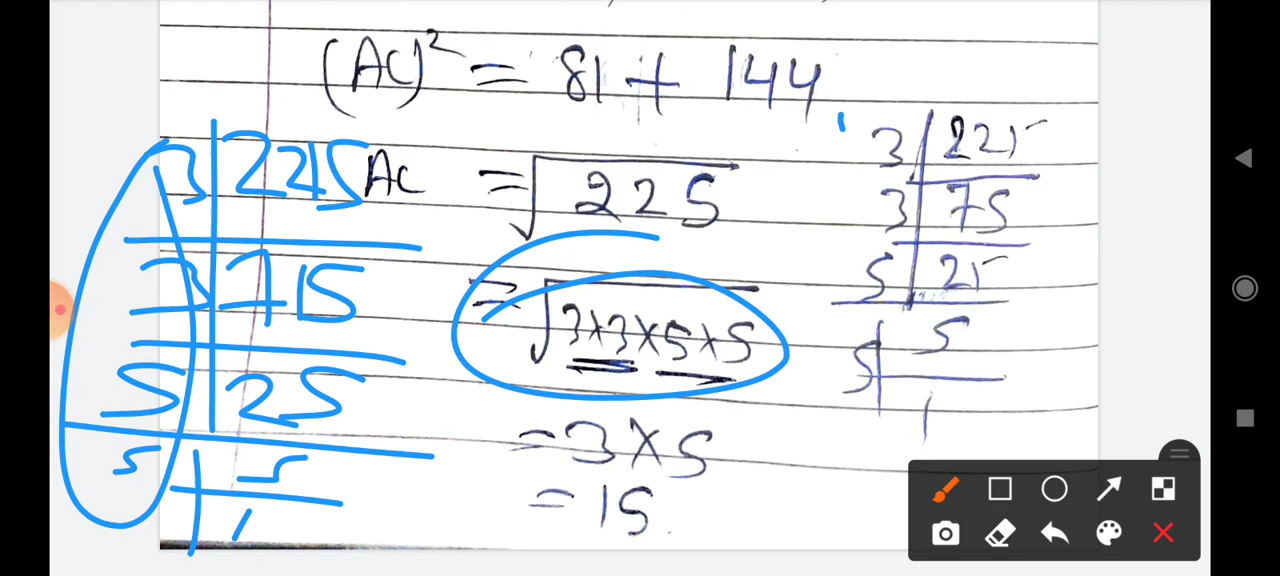 (AC)² = 81 + 144
3 | 225
AC = √225
3 | 225
3 | 75
3 | 75
5 | 25
= √3×3×5×5
5 | 25
5 | 5
5 | 5
1
= 3 × 5
1
= 15